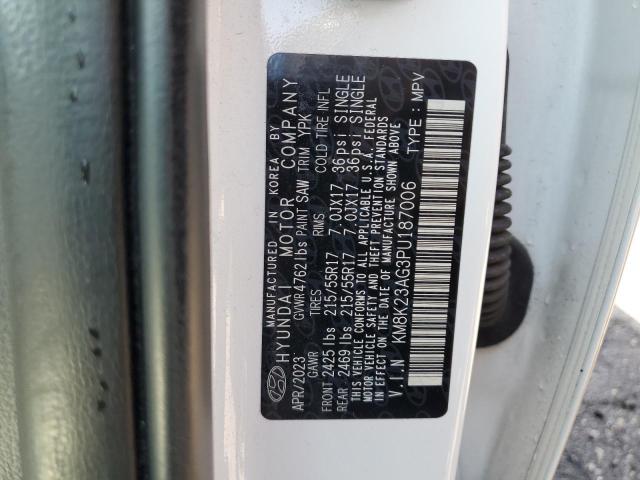 MANUFACTURED IN KOREA BY
HYUNDAI MOTOR COMPANY
APR/2023 GVWR 4762 lbs PAINT SAW TRIM YPK
GAWR TIRES RIMS COLD TIRE INFL
FRONT 2425 lbs 215/55R17 7.0JX17 36psi SINGLE
REAR 2469 lbs 215/55R17 7.0JX17 36psi SINGLE
THIS VEHICLE CONFORMS TO ALL APPLICABLE U.S.A. FEDERAL
MOTOR VEHICLE SAFETY AND THEFT PREVENTION STANDARDS
IN EFFECT ON THE DATE OF MANUFACTURE SHOWN ABOVE
V.I.N KM8K23AG3PU187006 TYPE : MPV